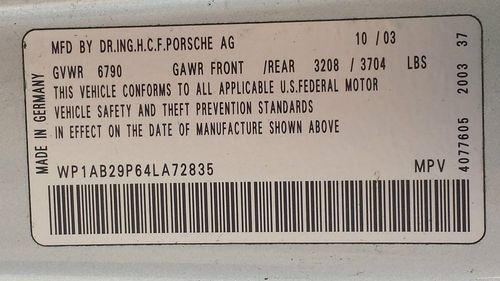 MFD BY DR.ING.H.C.F.PORSCHE AG 10 / 03
GVWR 6790 GAWR FRONT /REAR 3208 / 3704 LBS
THIS VEHICLE CONFORMS TO ALL APPLICABLE U.S.FEDERAL MOTOR
VEHICLE SAFETY AND THEFT PREVENTION STANDARDS
IN EFFECT ON THE DATE OF MANUFACTURE SHOWN ABOVE
WP1AB29P64LA72835 MPV
MADE IN GERMANY
4077605 2003 37